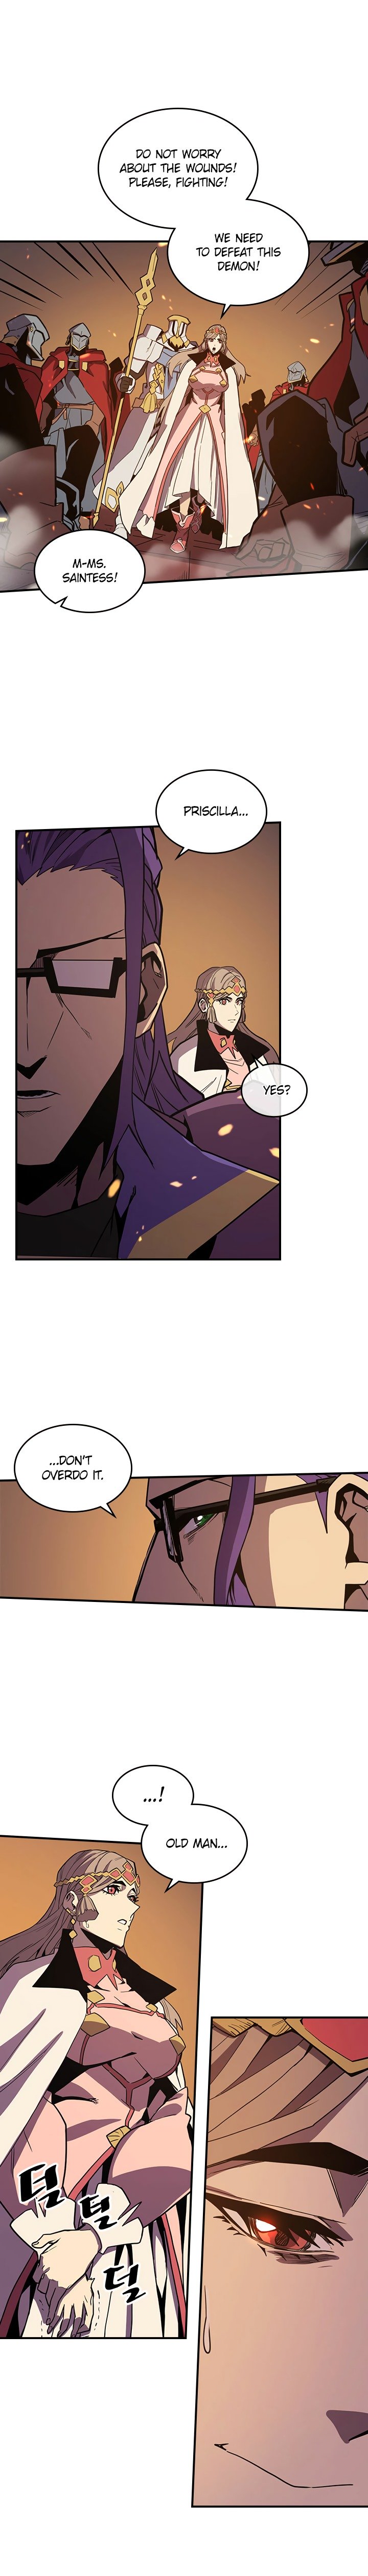 DO NOT WORRY
ABOUT THE WOUNDS!
PLEASE, FIGHTING!
WE NEED
TO DEFEAT THIS
DEMON!
M-MS.
SAINTESS!
PRISCILLA...
YES?
...DON'T
OVERDO IT.
...!
OLD MAN...
덜
덜
덜